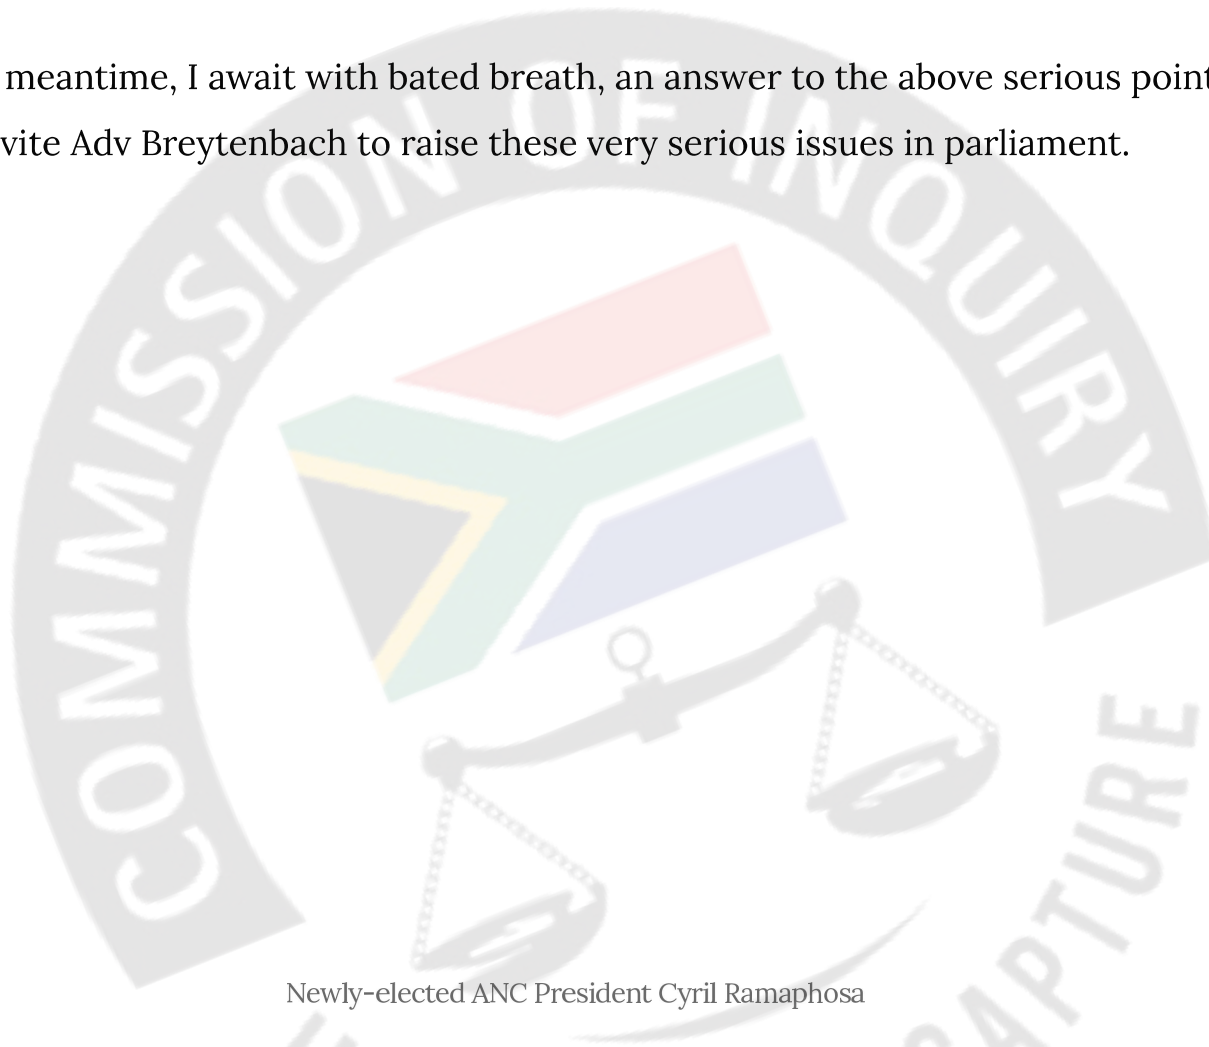 meantime, I await with bated breath, an answer to the above serious point
vite Adv Breytenbach to raise these very serious issues in parliament.
COMMISSION OF INQUIRY
CAPTURE
Newly-elected ANC President Cyril Ramaphosa